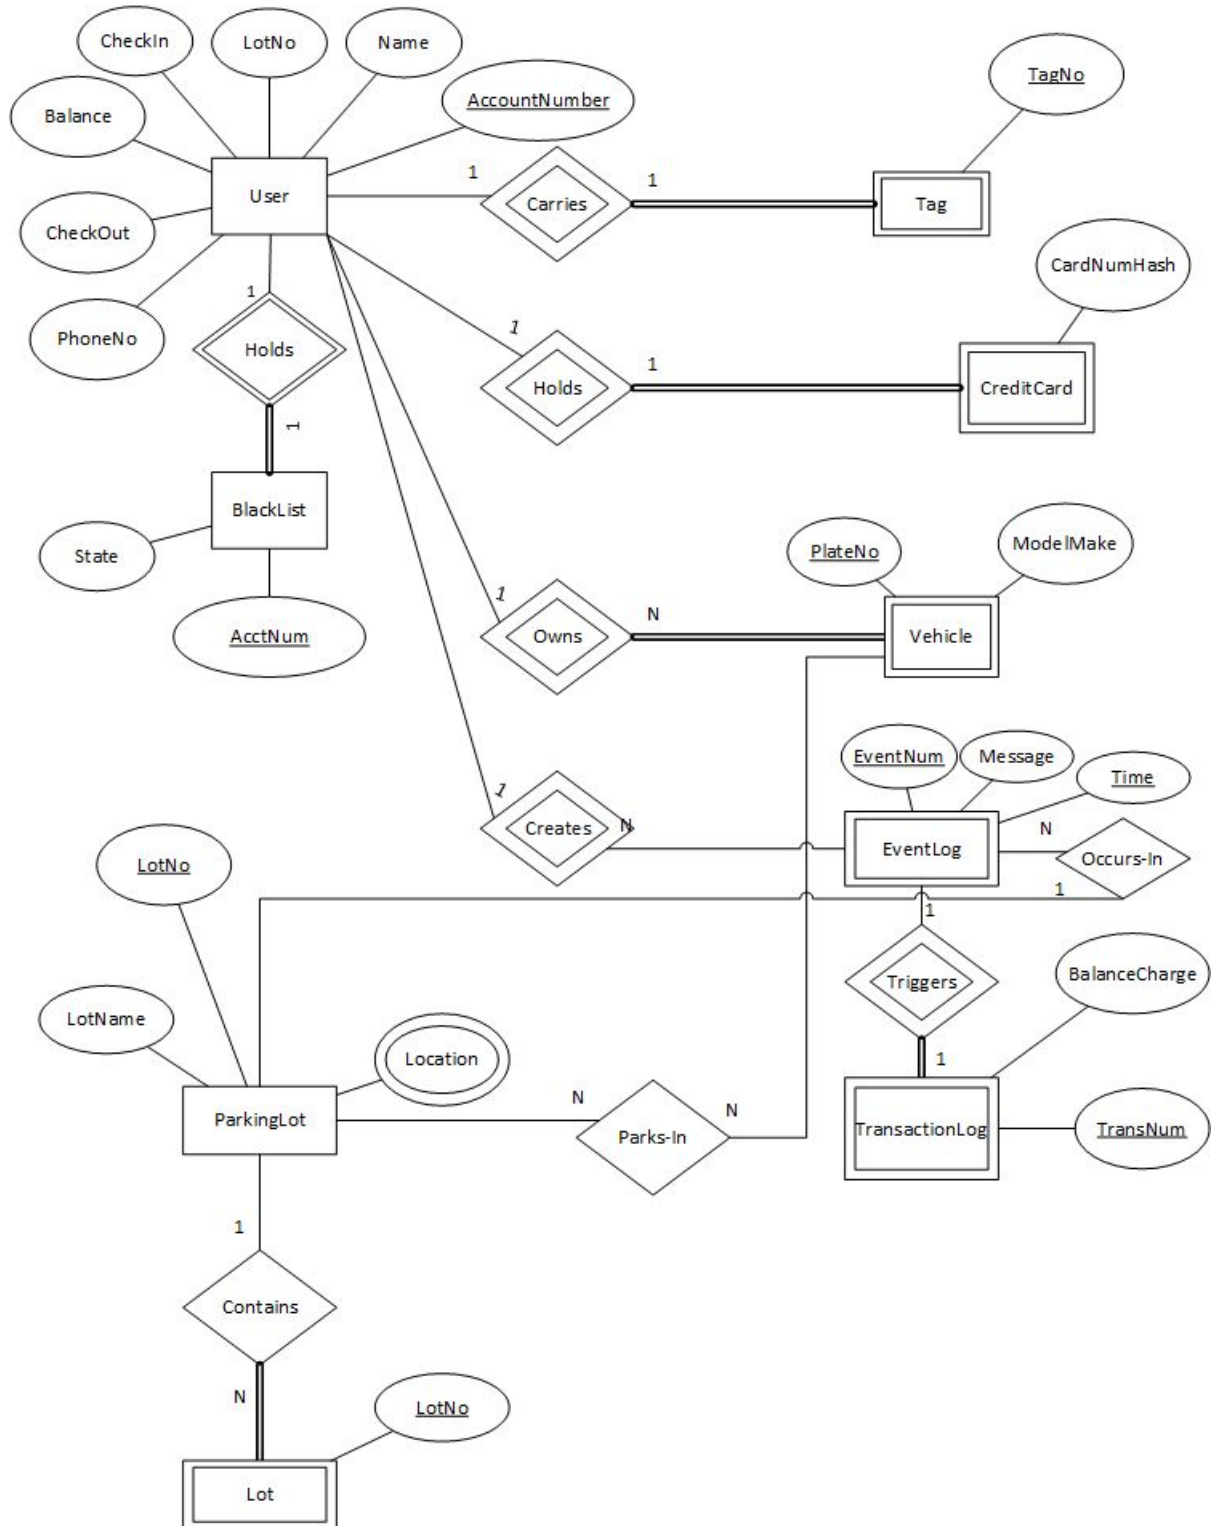 CheckIn
LotNo
Name
TagNo
Balance
AccountNumber
1
1
User
Carries
Tag
CheckOut
CardNumHash
1
1
PhoneNo
Holds
1
Holds
CreditCard
1
BlackList
State
PlateNo
ModelMake
1
N
AcctNum
Owns
Vehicle
EventNum
Message
Time
1
Creates
N
N
EventLog
Occurs-In
LotNo
1
1
Triggers
BalanceCharge
LotName
Location
1
N
N
ParkingLot
Parks-In
TransactionLog
TransNum
1
Contains
N
LotNo
Lot